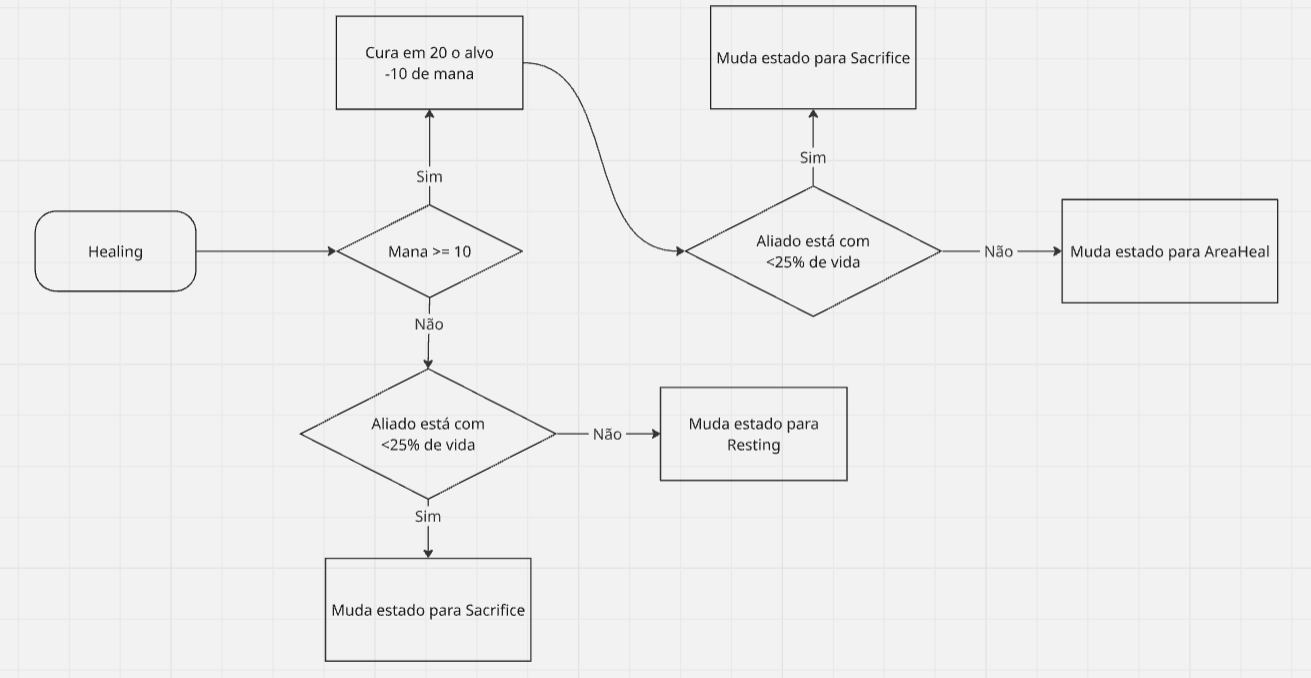 Cura em 20 o alvo
-10 de mana
Muda estado para Sacrifice
Sim
Sim
Healing
Mana >= 10
Aliado está com
<25% de vida
Não
Muda estado para AreaHeal
Não
Aliado está com
<25% de vida
Não
Muda estado para
Resting
Sim
Muda estado para Sacrifice